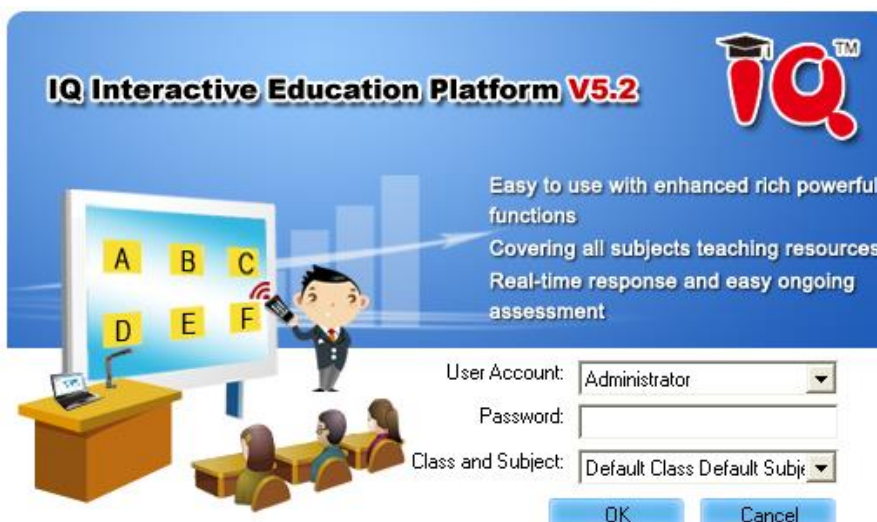 IQ Interactive Education Platform V5.2
IQ TM
Easy to use with enhanced rich powerful
functions
Covering all subjects teaching resources
Real-time response and easy ongoing
assessment
A B C
D E F
User Account: Administrator
Password:
Class and Subject: Default Class Default Subje
OK Cancel